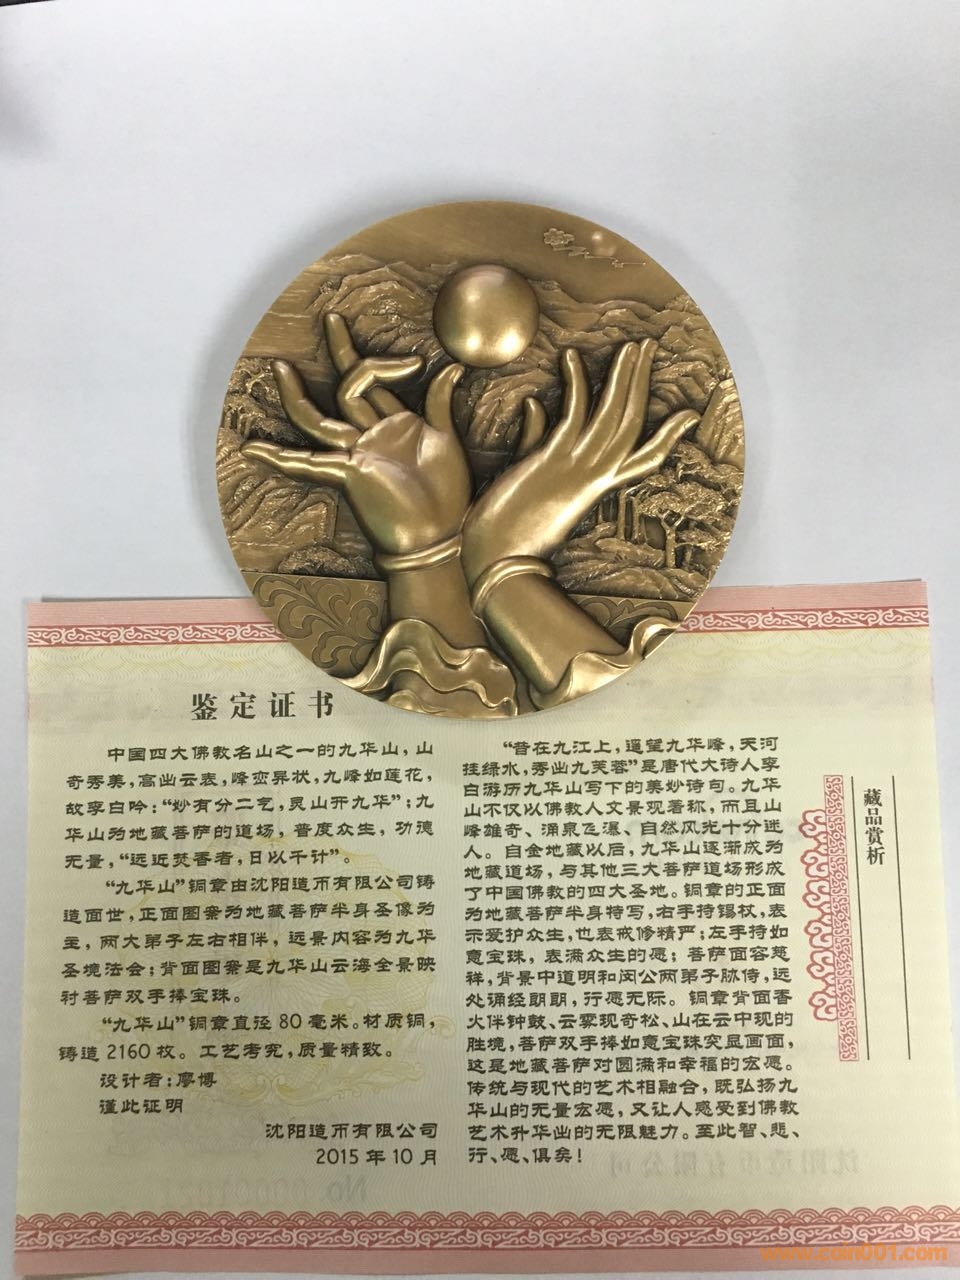 鉴定证书
中国四大佛教名山之一的九华山，山
奇秀美，高出云表，峰峦异状，九峰如莲花，
故李白吟：“妙有分二气，灵山开九华”；九
华山为地藏菩萨的道场，普度众生，功德
无量，“远近焚香者，日以千计”。
“九华山”铜章由沈阳造币有限公司铸
造面世，正面图案为地藏菩萨半身圣像为
主，两大弟子左右相伴，远景内容为九华
圣境法会；背面图案是九华山云海全景映
衬菩萨双手捧宝珠。
“九华山”铜章直径80毫米。材质铜，
铸造2160枚。工艺考究，质量精致。
设计者：廖博
谨此证明
沈阳造币有限公司
2015年10月
“昔在九江上，遥望九华峰，天河
挂绿水，秀出九芙蓉”是唐代大诗人李
白游历九华山写下的美妙诗句。九华
山不仅以佛教人文景观著称，而且山
峰雄奇、涌泉飞瀑、自然风光十分迷
人。自金地藏以后，九华山逐渐成为
地藏道场，与其他三大菩萨道场形成
了中国佛教的四大圣地。铜章的正面
为地藏菩萨半身特写，右手持锡杖，表
示爱护众生，也表戒修精严；左手持如
意宝珠，表满众生的愿；菩萨面容慈
祥，背景中道明和闵公两弟子胁侍，远
处诵经朗朗，行愿无际。铜章背面香
火伴钟鼓、云雾现奇松、山在云中现的
胜境，菩萨双手捧如意宝珠突显画面，
这是地藏菩萨对圆满和幸福的宏愿。
传统与现代的艺术相融合，既弘扬九
华山的无量宏愿，又让人感受到佛教
艺术升华出的无限魅力。至此智、悲、
行、愿、俱矣！
藏品赏析
www.coin001.com